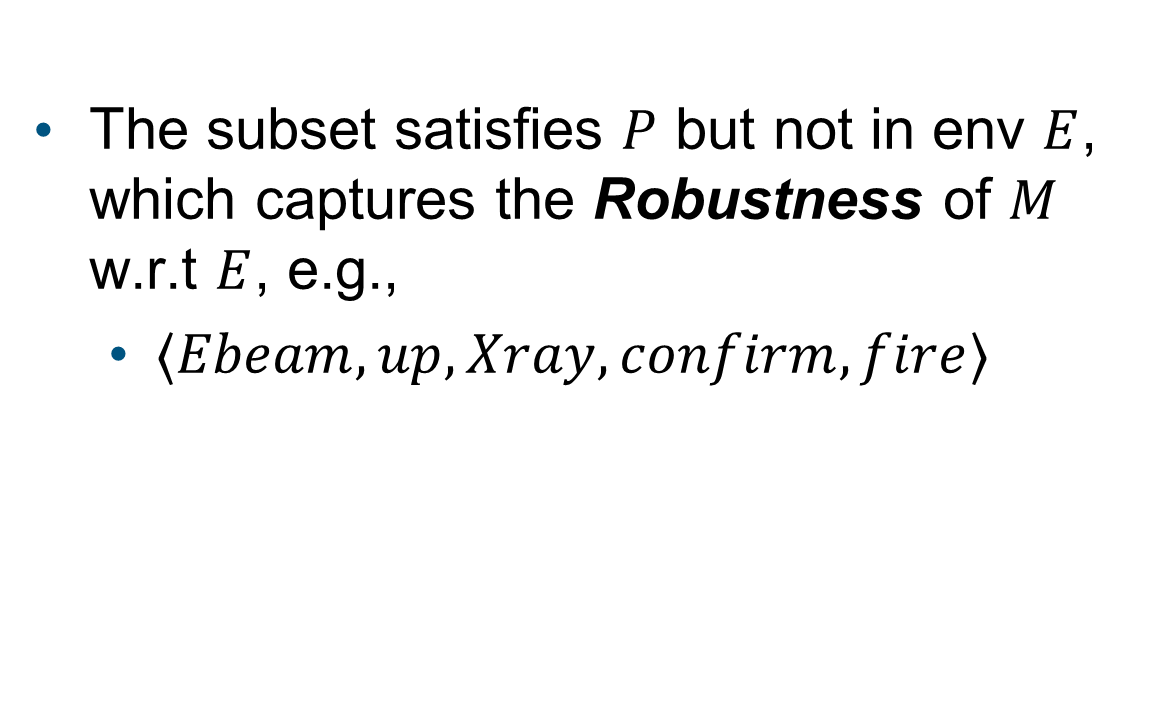 • The subset satisfies 𝑃 but not in env 𝐸,
which captures the Robustness of 𝑀
w.r.t 𝐸, e.g.,
• ⟨𝐸𝑏𝑒𝑎𝑚, 𝑢𝑝, 𝑋𝑟𝑎𝑦, 𝑐𝑜𝑛𝑓𝑖𝑟𝑚, 𝑓𝑖𝑟𝑒⟩